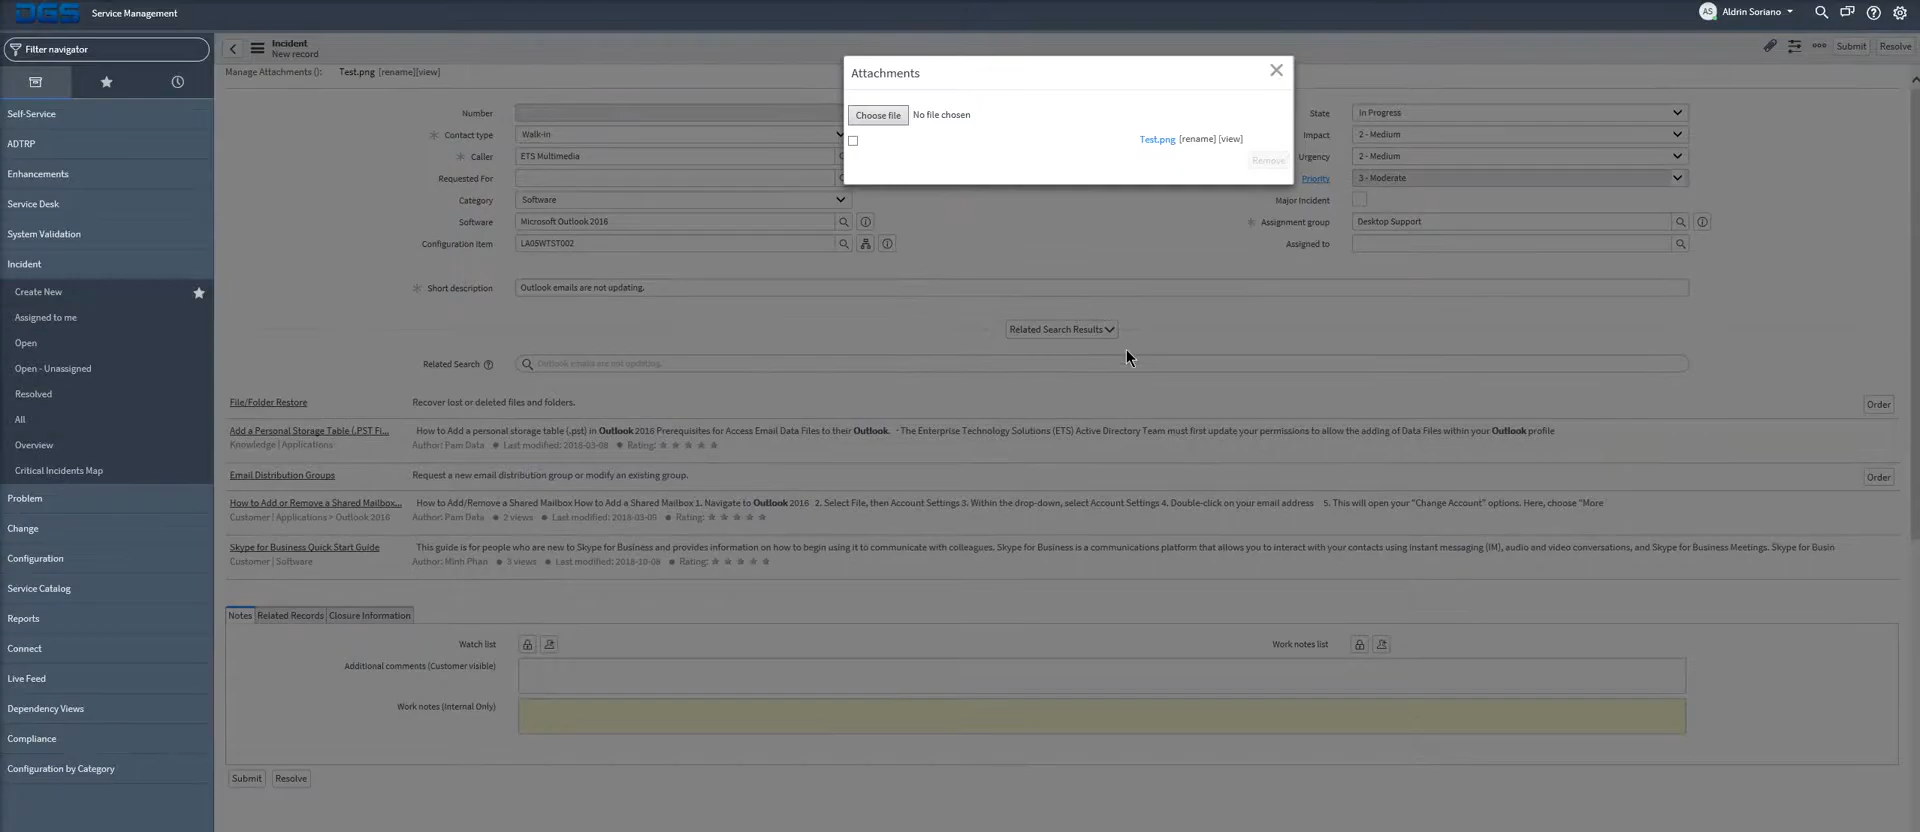 DGS Service Management
Aldrin Soriano
AS
Filter navigator
Self-Service
ADTRP
Enhancements
Service Desk
System Validation
Incident
Create New
Assigned to me
Open
Open - Unassigned
Resolved
All
Overview
Critical Incidents Map
Problem
Change
Configuration
Service Catalog
Reports
Connect
Live Feed
Dependency Views
Compliance
Configuration by Category
Incident
New record
Submit
Resolve
Manage Attachments (): Test.png [rename][view]
Attachments
Choose file No file chosen
Test.png [rename] [view]
Remove
Number
Contact type Walk-in
Caller ETS Multimedia
Requested For
Category Software
Software Microsoft Outlook 2016
Configuration Item LA05WTST002
State In Progress
Impact 2 - Medium
Urgency 2 - Medium
Priority 3 - Moderate
Major Incident
Assignment group Desktop Support
Assigned to
Short description Outlook emails are not updating.
Related Search Results
Related Search Outlook emails are not updating.
File/Folder Restore Recover lost or deleted files and folders. Order
Add a Personal Storage Table (.PST Fi... How to Add a personal storage table (.pst) in Outlook 2016 Prerequisites for Access Email Data Files to their Outlook. · The Enterprise Technology Solutions (ETS) Active Directory Team must first update your permissions to allow the adding of Data Files within your Outlook profile
Knowledge | Applications Author: Pam Data Last modified: 2018-03-08 Rating:
Email Distribution Groups Request a new email distribution group or modify an existing group. Order
How to Add or Remove a Shared Mailbox... How to Add/Remove a Shared Mailbox How to Add a Shared Mailbox 1. Navigate to Outlook 2016 2. Select File, then Account Settings 3. Within the drop-down, select Account Settings 4. Double-click on your email address 5. This will open your "Change Account" options. Here, choose "More
Customer | Applications > Outlook 2016 Author: Pam Data 2 views Last modified: 2018-03-05 Rating:
Skype for Business Quick Start Guide This guide is for people who are new to Skype for Business and provides information on how to begin using it to communicate with colleagues. Skype for Business is a communications platform that allows you to interact with your contacts using instant messaging (IM), audio and video conversations, and Skype for Business Meetings. Skype for Busin
Customer | Software Author: Minh Phan 3 views Last modified: 2018-10-08 Rating:
Notes Related Records Closure Information
Watch list
Work notes list
Additional comments (Customer visible)
Work notes (Internal Only)
Submit Resolve